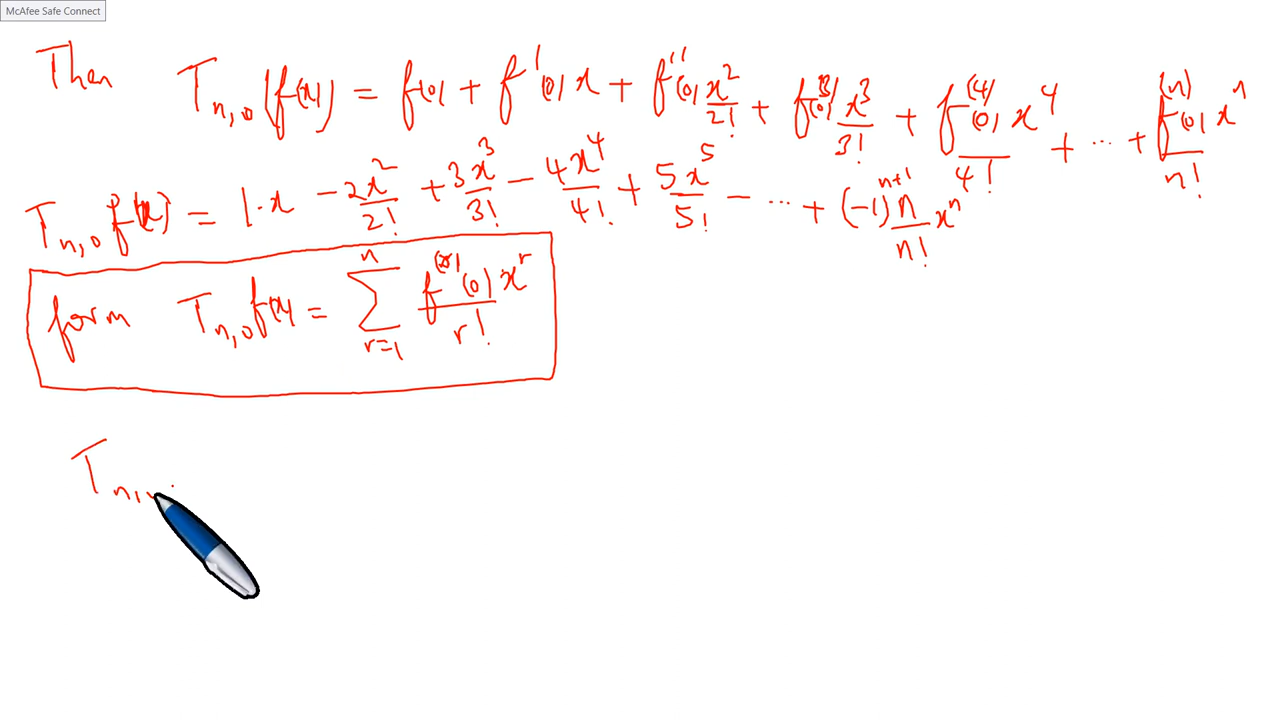 McAfee Safe Connect
Then T_{n,0}(f(x)) = f(0) + f'(0)x + f''(0)x^2/2! + f^{(3)}(0)x^3/3! + f^{(4)}(0)x^4/4! + ... + f^{(n)}(0)x^n/n!
T_{n,0}f(x) = 1·x - 2x^2/2! + 3x^3/3! - 4x^4/4! + 5x^5/5! - ... + (-1)^{n+1} n/n! x^n
form T_{n,0}f(x) = ∑_{r=1}^{n} f^{(r)}(0)x^r/r!
T_{n,